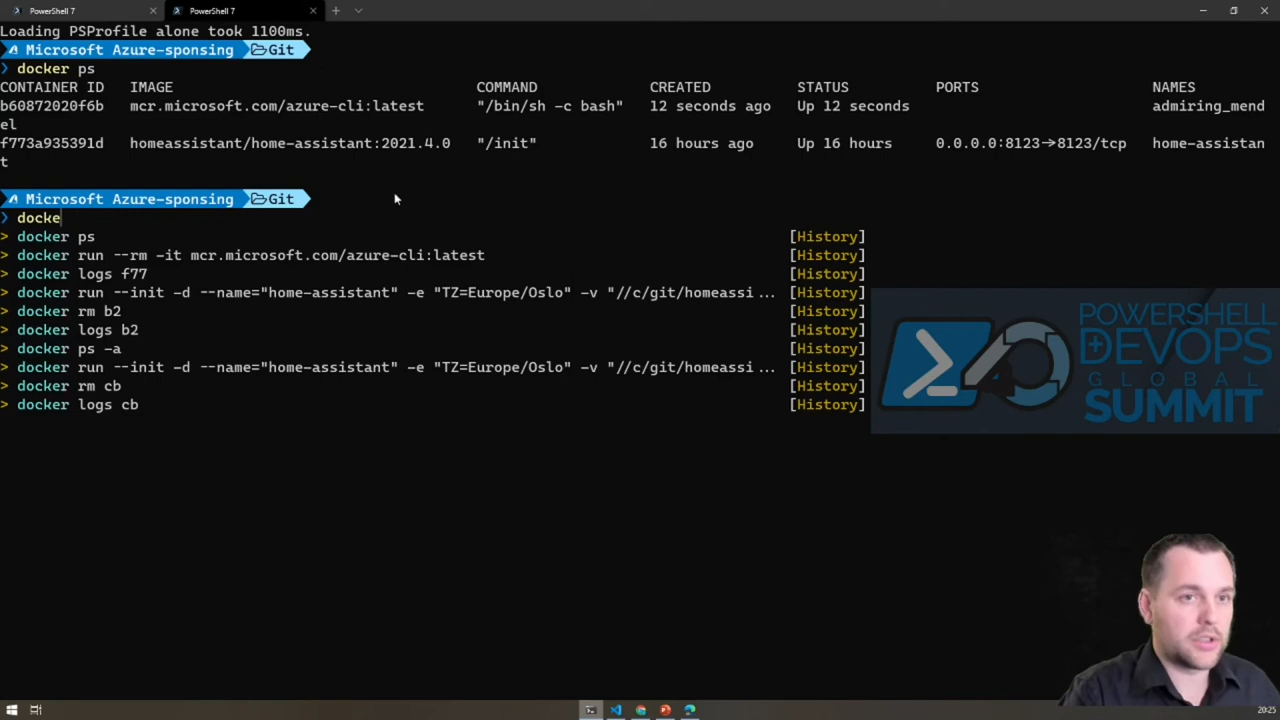 PowerShell 7
PowerShell 7
Loading PSProfile alone took 1100ms.
Microsoft Azure-sponsing Git
❯ docker ps
CONTAINER ID IMAGE COMMAND CREATED STATUS PORTS NAMES
b60872020f6b mcr.microsoft.com/azure-cli:latest "/bin/sh -c bash" 12 seconds ago Up 12 seconds admiring_mend
el
f773a935391d homeassistant/home-assistant:2021.4.0 "/init" 16 hours ago Up 16 hours 0.0.0.0:8123->8123/tcp home-assistan
t
Microsoft Azure-sponsing Git
❯ docke
> docker ps [History]
> docker run --rm -it mcr.microsoft.com/azure-cli:latest [History]
> docker logs f77 [History]
> docker run --init -d --name="home-assistant" -e "TZ=Europe/Oslo" -v "//c/git/homeassi... [History]
> docker rm b2 [History]
> docker logs b2 [History]
> docker ps -a [History]
> docker run --init -d --name="home-assistant" -e "TZ=Europe/Oslo" -v "//c/git/homeassi... [History]
> docker rm cb [History]
> docker logs cb [History]
POWERSHELL
+DEVOPS
GLOBAL
SUMMIT
20:25